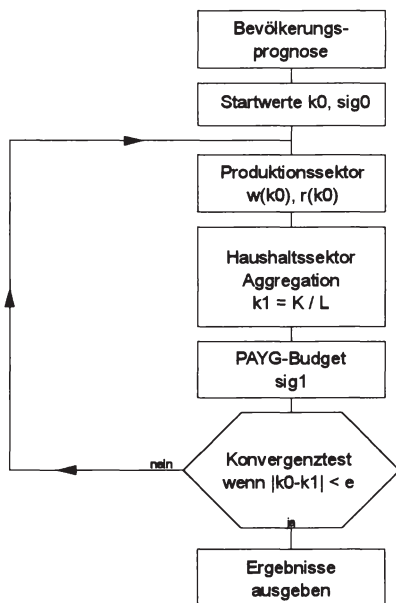 Bevölkerungs-
prognose
Startwerte k0, sig0
Produktionssektor
w(k0), r(k0)
Haushaltssektor
Aggregation
k1 = K / L
PAYG-Budget
sig1
nein
Konvergenztest
wenn |k0-k1| < e
ja
Ergebnisse
ausgeben